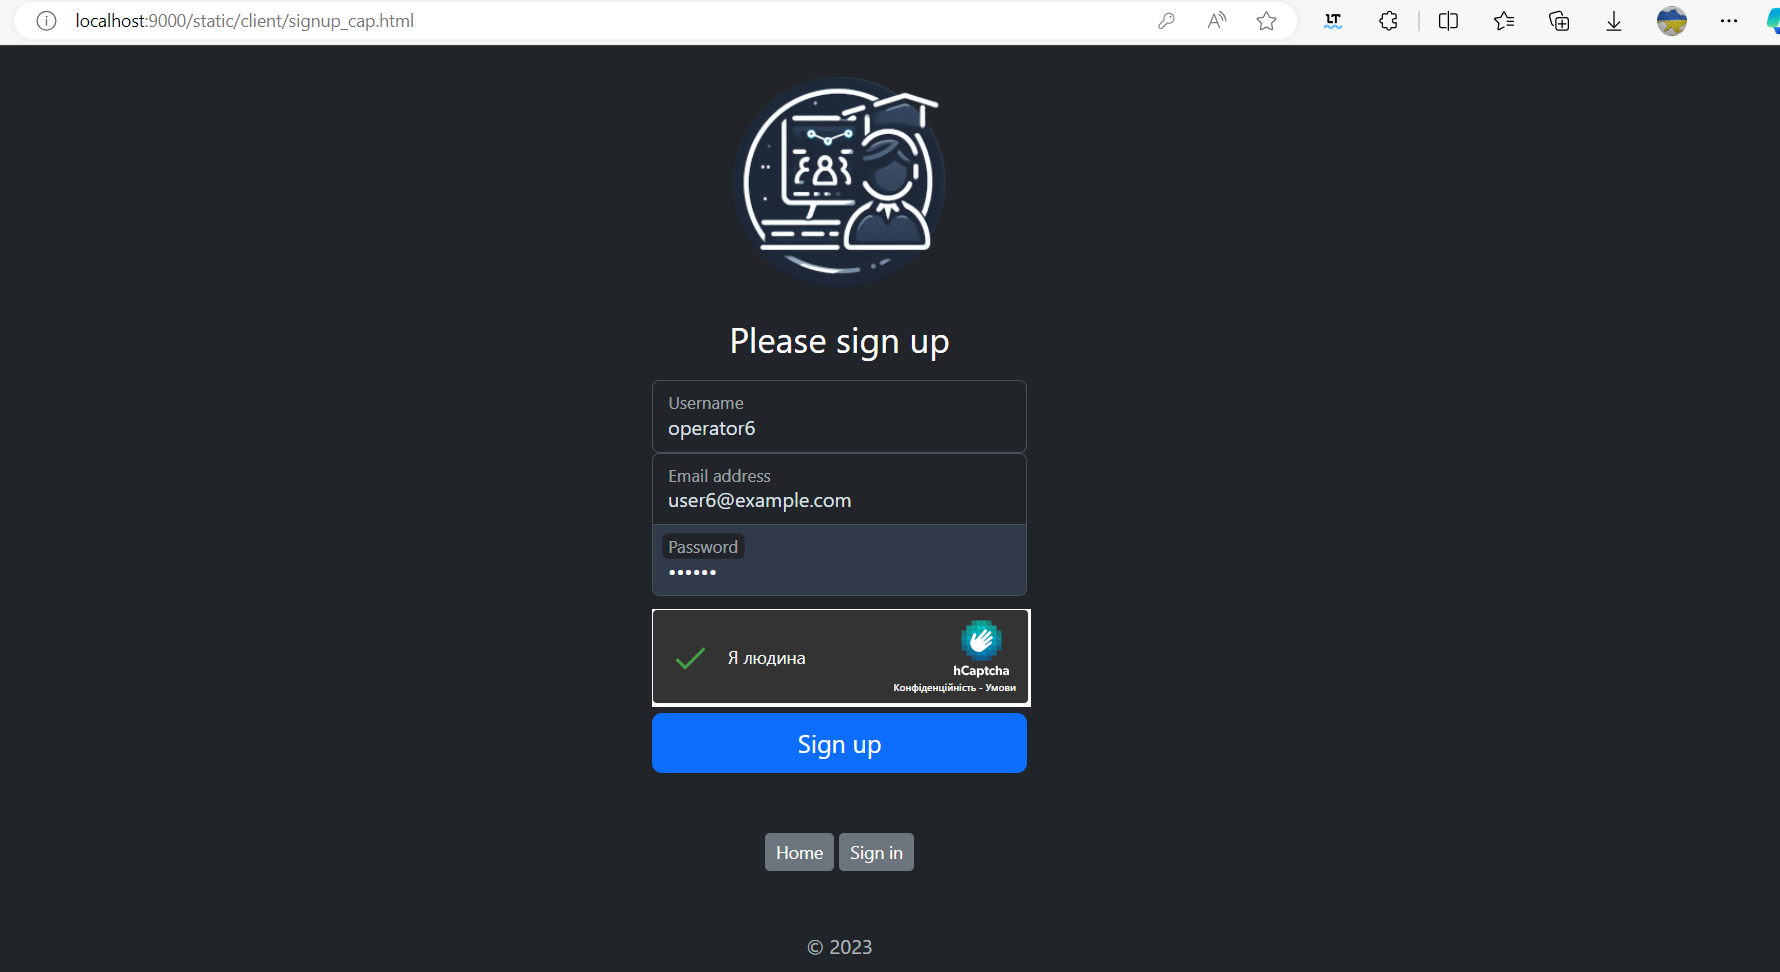 localhost:9000/static/client/signup_cap.html
LT
Please sign up
Username
operator6
Email address
user6@example.com
Password
••••••
Я людина
hCaptcha
Конфіденційність - Умови
Sign up
Home
Sign in
© 2023